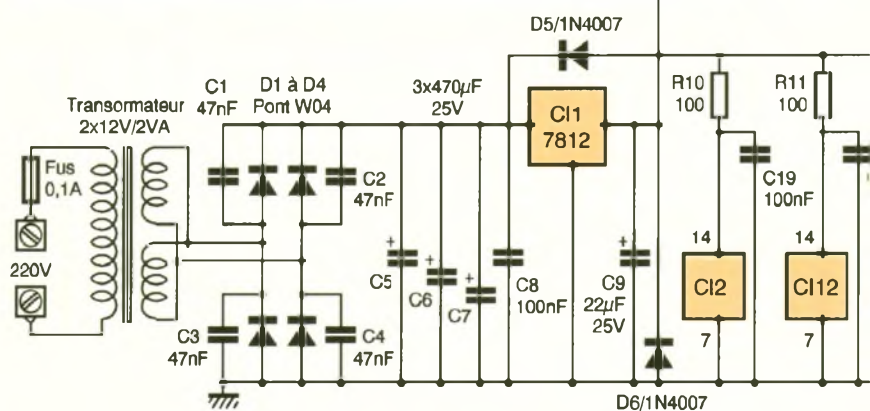 D5/1N4007
C1
47nF
D1 à D4
Pont W04
3x470µF
25V
R10
100
R11
100
Transormateur
2x12V/2VA
CI1
7812
Fus
0,1A
C2
47nF
C19
100nF
220V
14
14
C5
C6
C7
C8
100nF
C9
22µF
25V
CI2
CI12
C3
47nF
C4
47nF
7
7
D6/1N4007